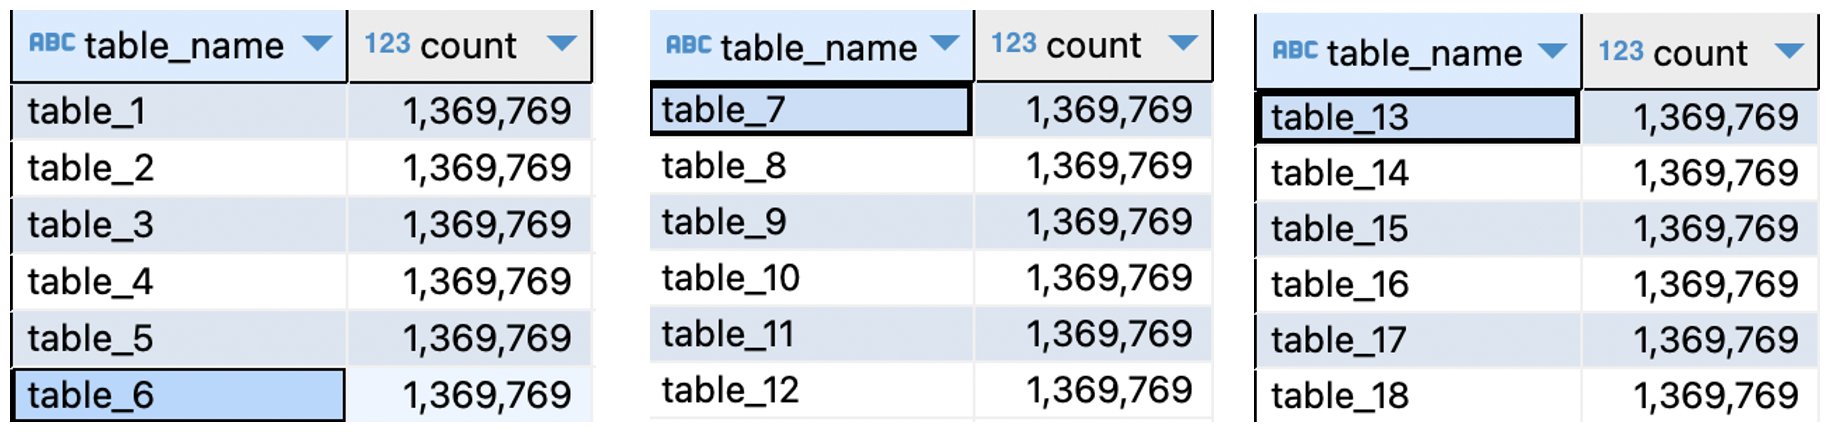 ABC table_name 123 count
table_1 1,369,769
table_2 1,369,769
table_3 1,369,769
table_4 1,369,769
table_5 1,369,769
table_6 1,369,769
ABC table_name 123 count
table_7 1,369,769
table_8 1,369,769
table_9 1,369,769
table_10 1,369,769
table_11 1,369,769
table_12 1,369,769
ABC table_name 123 count
table_13 1,369,769
table_14 1,369,769
table_15 1,369,769
table_16 1,369,769
table_17 1,369,769
table_18 1,369,769